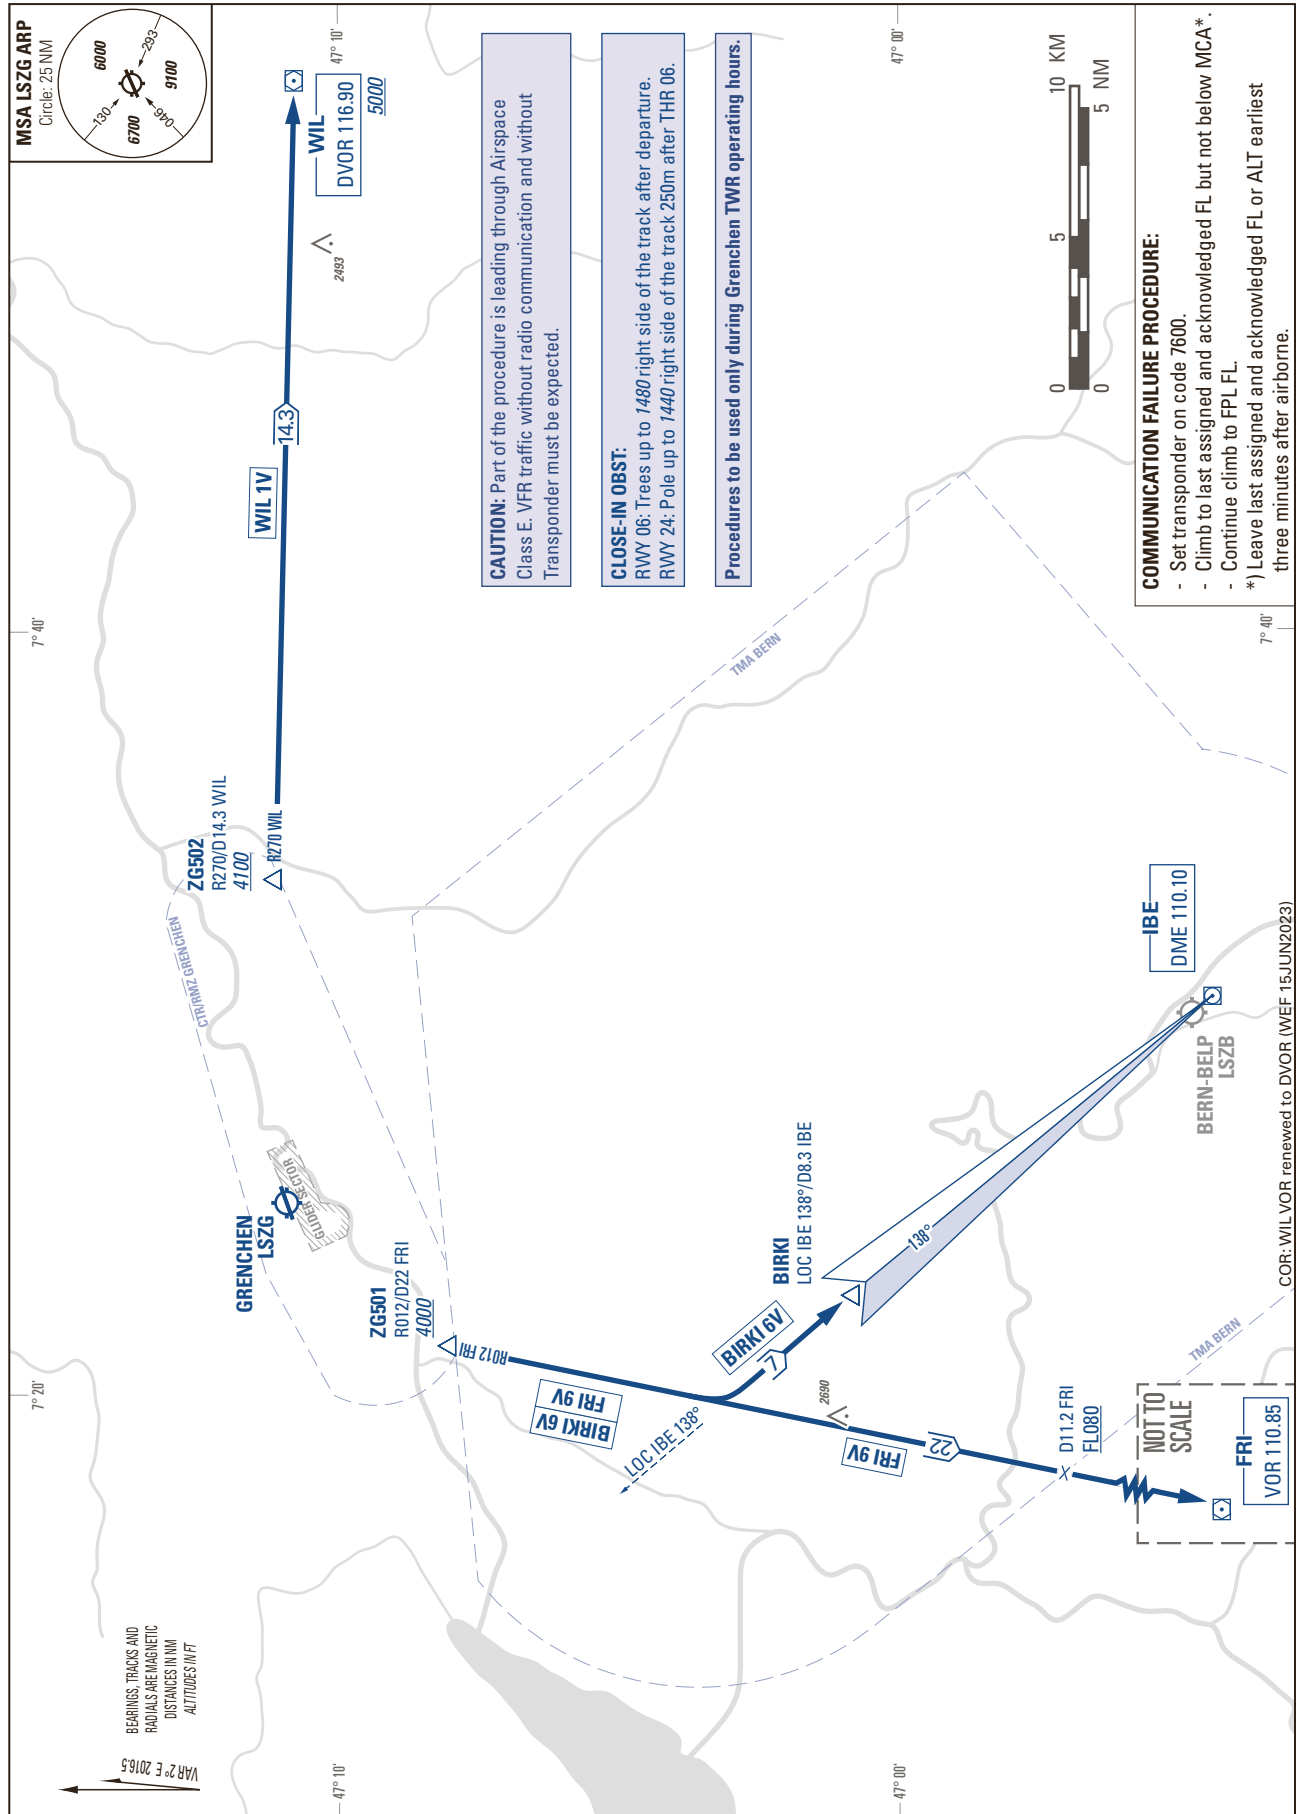 BEARINGS, TRACKS AND
RADIALS ARE MAGNETIC
DISTANCES IN NM
ALTITUDES IN FT
VAR 2° E 2016.5
MSA LSZG ARP
Circle: 25 NM
130
293
046
6000
6700
9100
7° 20'
7° 40'
47° 10'
47° 10'
GRENCHEN
LSZG
GLIDER SECTOR
CTR/RMZ GRENCHEN
ZG502
R270/D14.3 WIL
4100
R270 WIL
WIL 1V
14.3
WIL
DVOR 116.90
5000
2493
ZG501
R012/D22 FRI
4000
R012 FRI
BIRKI 6V
FRI 9V
LOC IBE 138°
BIRKI 6V
7
BIRKI
LOC IBE 138°/D8.3 IBE
138°
2690
FRI 9V
22
D11.2 FRI
FL080
NOT TO
SCALE
FRI
VOR 110.85
TMA BERN
TMA BERN
IBE
DME 110.10
BERN-BELP
LSZB
CAUTION: Part of the procedure is leading through Airspace
Class E. VFR traffic without radio communication and without
Transponder must be expected.
CLOSE-IN OBST:
RWY 06: Trees up to 1480 right side of the track after departure.
RWY 24: Pole up to 1440 right side of the track 250m after THR 06.
Procedures to be used only during Grenchen TWR operating hours.
47° 00'
47° 00'
0 5 10 KM
0 5 NM
COMMUNICATION FAILURE PROCEDURE:
- Set transponder on code 7600.
- Climb to last assigned and acknowledged FL but not below MCA*.
- Continue climb to FPL FL.
*) Leave last assigned and acknowledged FL or ALT earliest
three minutes after airborne.
7° 40'
COR: WIL VOR renewed to DVOR (WEF 15JUN2023)